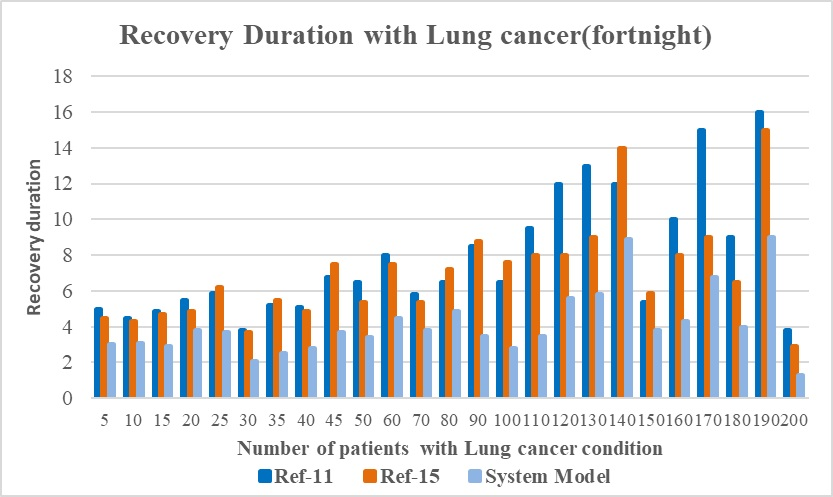 Recovery Duration with Lung cancer(fortnight)
18
16
14
12
10
8
6
4
2
0
Recovery duration
5 10 15 20 25 30 35 40 45 50 60 70 80 90 100 110 120 130 140 150 160 170 180 190 200
Number of patients with Lung cancer condition
Ref-11 Ref-15 System Model